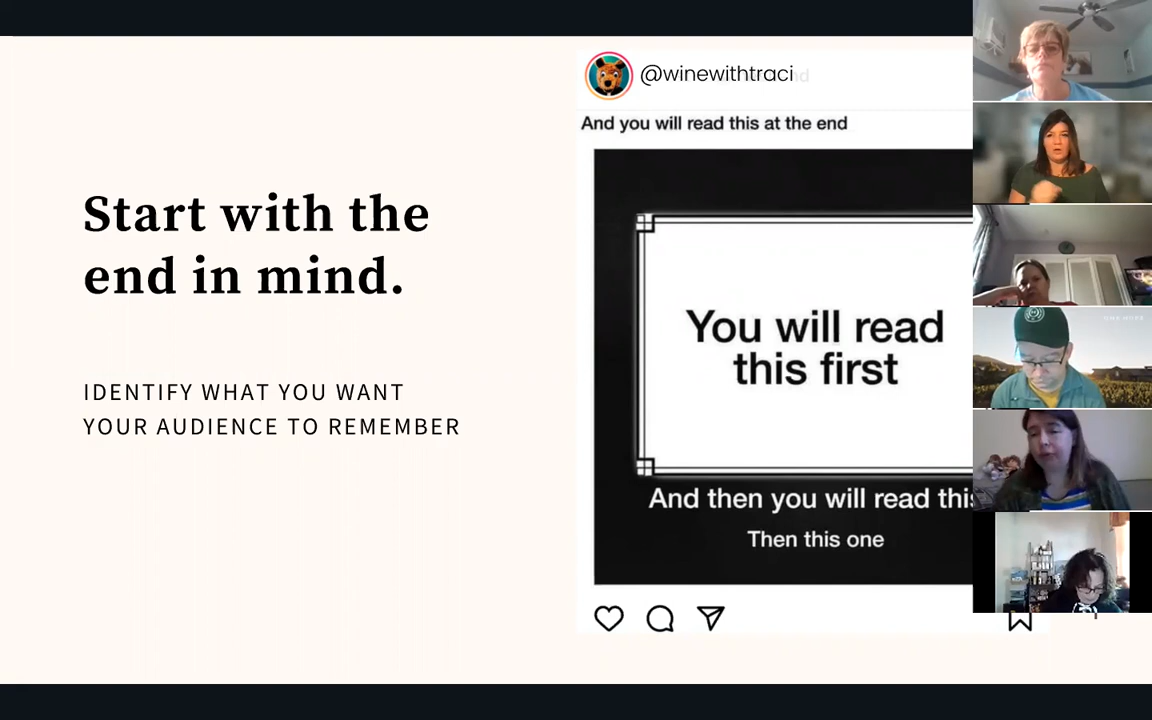 Start with the
end in mind.
IDENTIFY WHAT YOU WANT
YOUR AUDIENCE TO REMEMBER
@winewithtraci
And you will read this at the end
You will read
this first
And then you will read this
Then this one